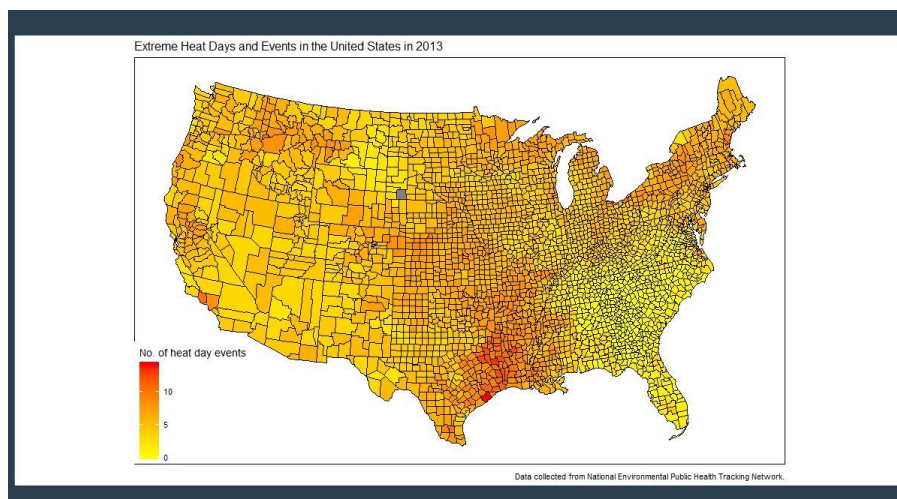 Extreme Heat Days and Events in the United States in 2013
No. of heat day events
10
5
0
Data collected from National Environmental Public Health Tracking Network.